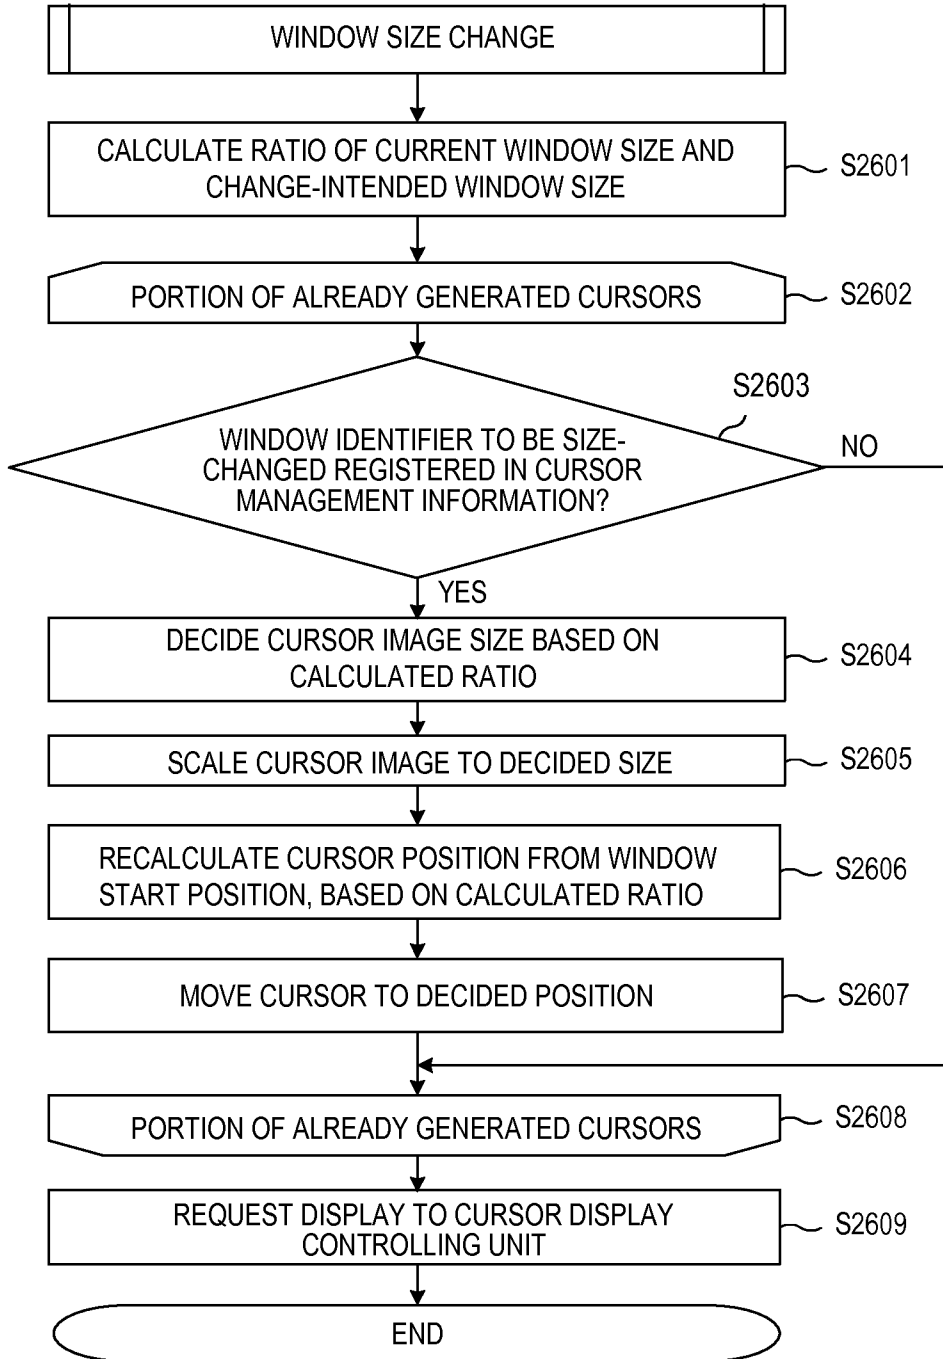 WINDOW SIZE CHANGE
CALCULATE RATIO OF CURRENT WINDOW SIZE AND
CHANGE-INTENDED WINDOW SIZE
S2601
PORTION OF ALREADY GENERATED CURSORS
S2602
S2603
WINDOW IDENTIFIER TO BE SIZE-
CHANGED REGISTERED IN CURSOR
MANAGEMENT INFORMATION?
NO
YES
DECIDE CURSOR IMAGE SIZE BASED ON
CALCULATED RATIO
S2604
SCALE CURSOR IMAGE TO DECIDED SIZE
S2605
RECALCULATE CURSOR POSITION FROM WINDOW
START POSITION, BASED ON CALCULATED RATIO
S2606
MOVE CURSOR TO DECIDED POSITION
S2607
PORTION OF ALREADY GENERATED CURSORS
S2608
REQUEST DISPLAY TO CURSOR DISPLAY
CONTROLLING UNIT
S2609
END